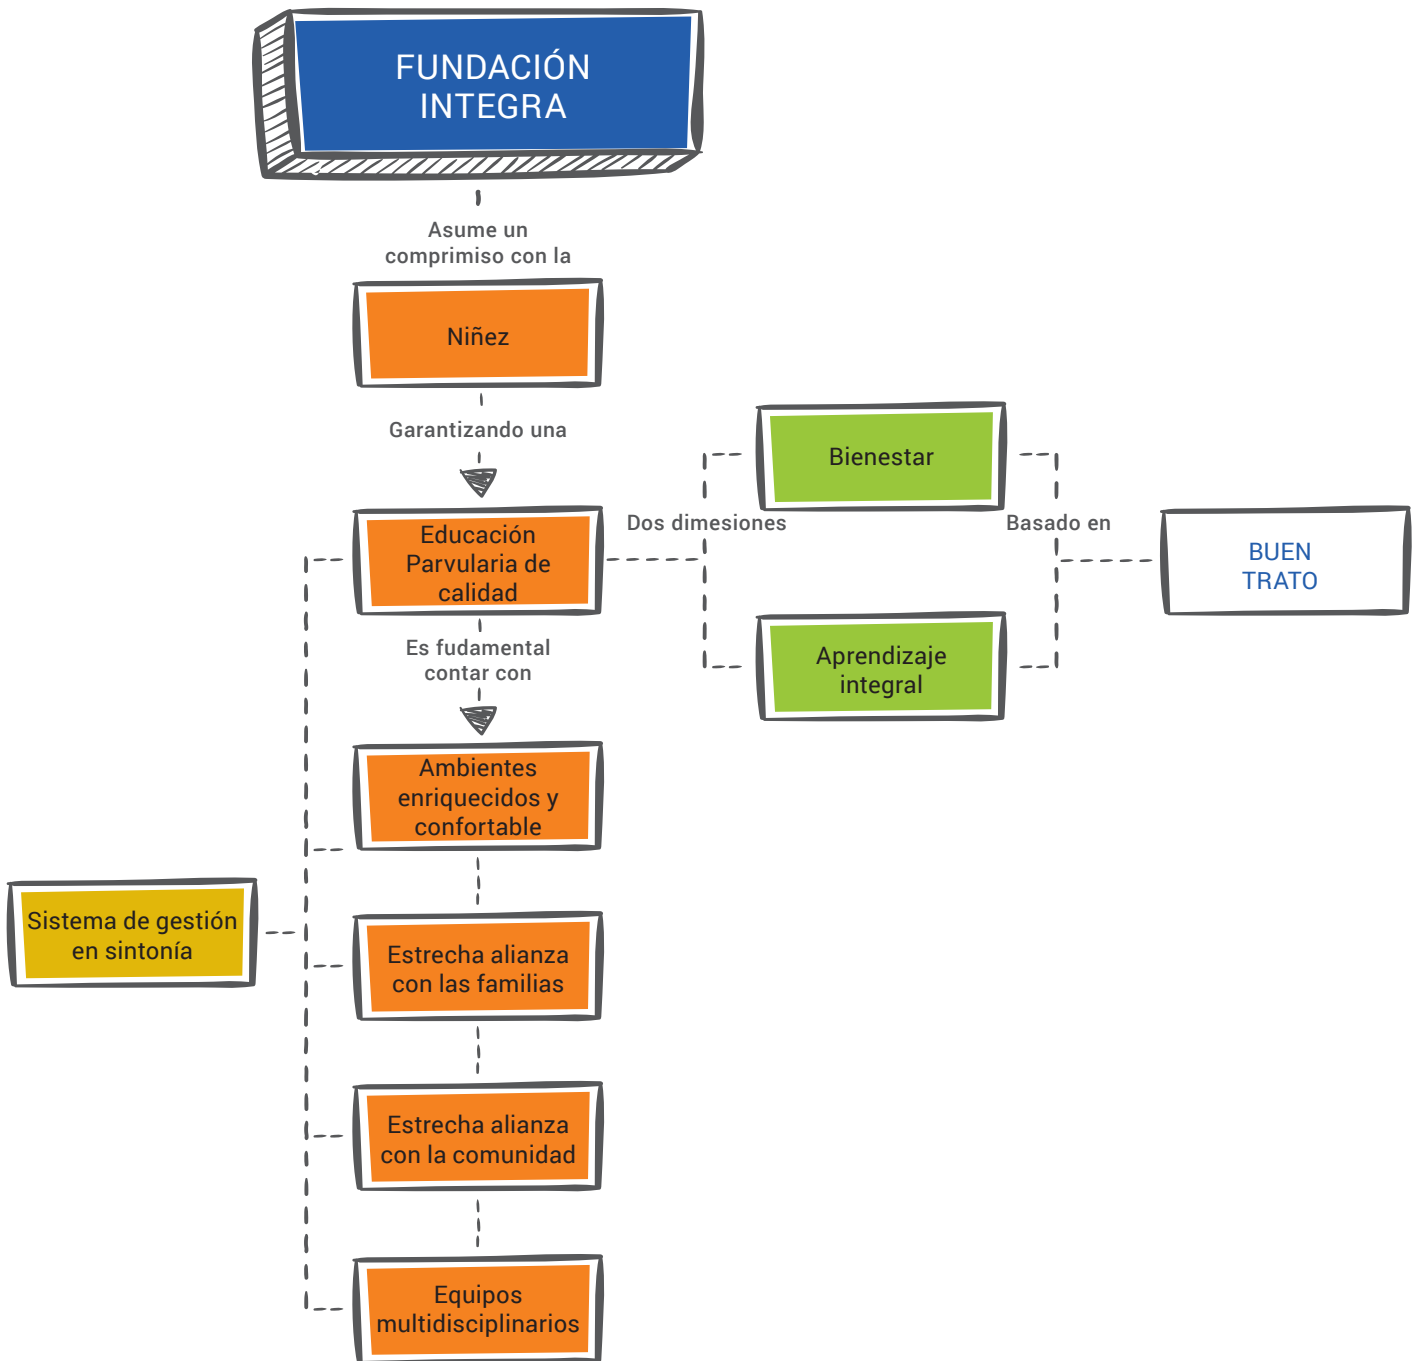 FUNDACIÓN
INTEGRA
Asume un
comprimiso con la
Niñez
Garantizando una
Educación
Parvularia de
calidad
Dos dimesiones
Bienestar
Aprendizaje
integral
Basado en
BUEN
TRATO
Es fudamental
contar con
Ambientes
enriquecidos y
confortable
Sistema de gestión
en sintonía
Estrecha alianza
con las familias
Estrecha alianza
con la comunidad
Equipos
multidisciplinarios